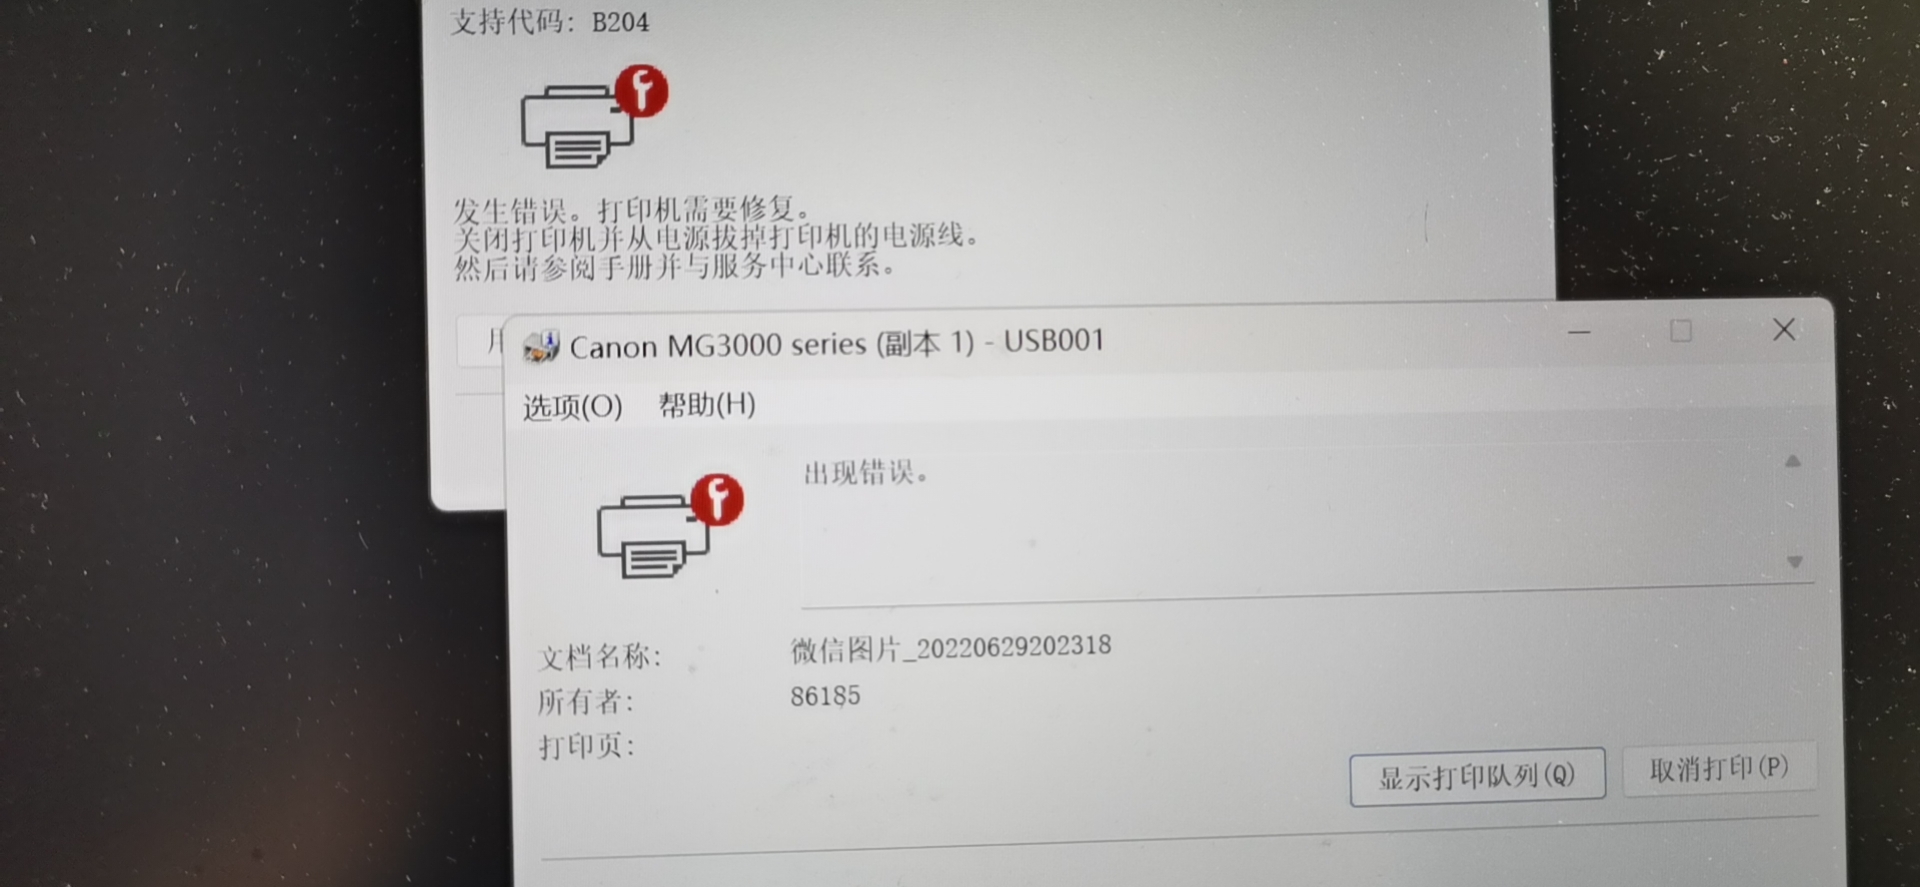 支持代码: B204
发生错误。打印机需要修复。
关闭打印机并从电源拔掉打印机的电源线。
然后请参阅手册并与服务中心联系。
Canon MG3000 series (副本 1) - USB001
选项(O) 帮助(H)
出现错误。
文档名称: 微信图片_20220629202318
所有者: 86185
打印页:
显示打印队列(Q) 取消打印(P)